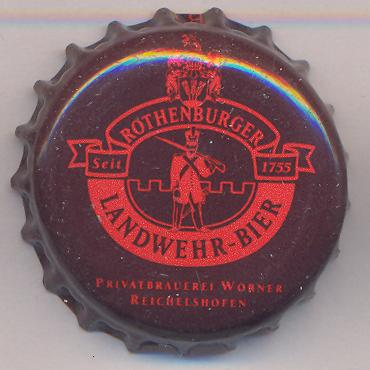 ROTHENBURGER
Seit 1755
LANDWEHR-BIER
PRIVATBRAUEREI WÖRNER
REICHELSHOFEN